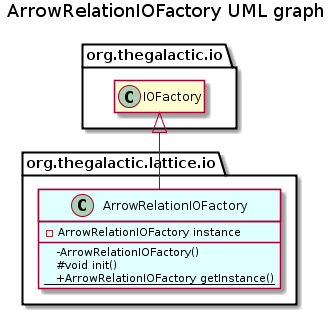 ArrowRelationIOFactory UML graph
org.thegalactic.io
C IOFactory
org.thegalactic.lattice.io
C ArrowRelationIOFactory
ArrowRelationIOFactory instance
-ArrowRelationIOFactory()
#void init()
+ArrowRelationIOFactory getInstance()